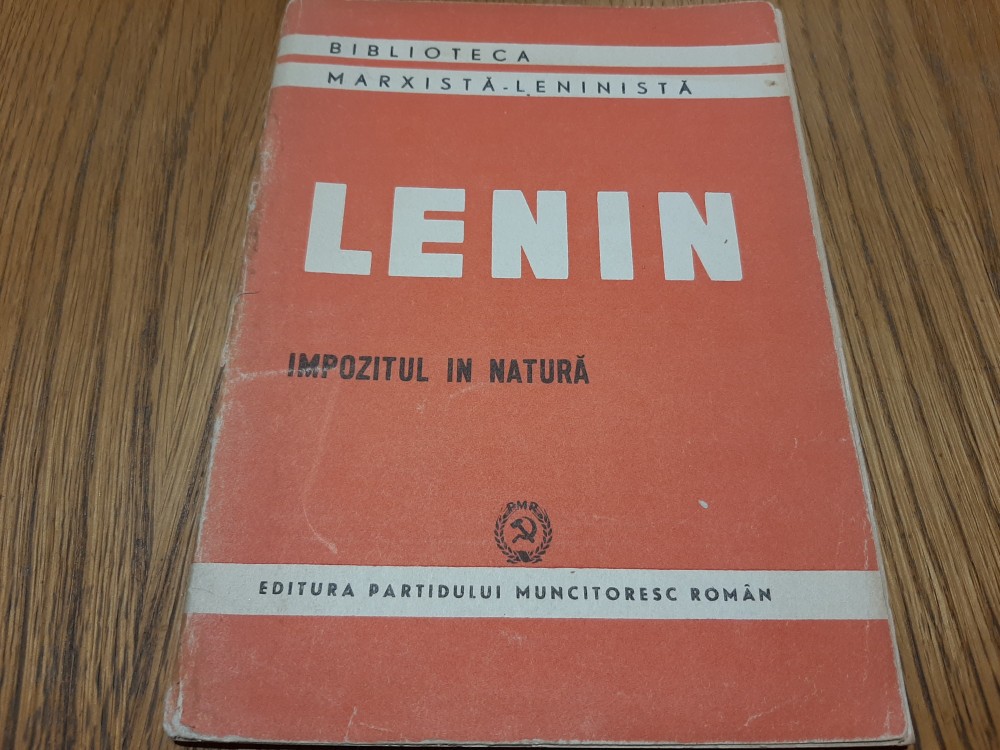 BIBLIOTECA
MARXISTĂ-LENINISTĂ
LENIN
IMPOZITUL IN NATURĂ
PMR
EDITURA PARTIDULUI MUNCITORESC ROMÂN